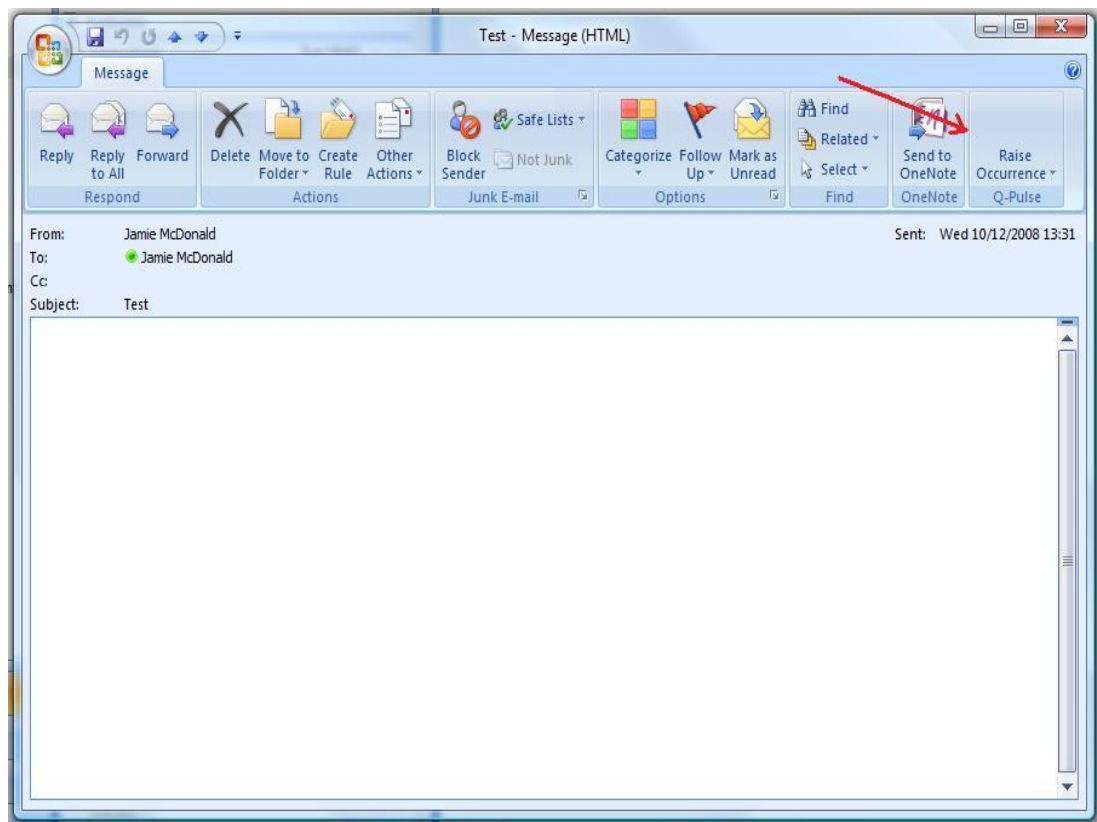 Test - Message (HTML)
Message
Reply
Reply to All
Forward
Delete
Move to Folder
Create Rule
Other Actions
Block Sender
Safe Lists
Not Junk
Categorize
Follow Up
Mark as Unread
Find
Related
Select
Send to OneNote
Raise Occurrence
Respond
Actions
Junk E-mail
Options
Find
OneNote
Q-Pulse
From: Jamie McDonald
Sent: Wed 10/12/2008 13:31
To: Jamie McDonald
Cc:
Subject: Test